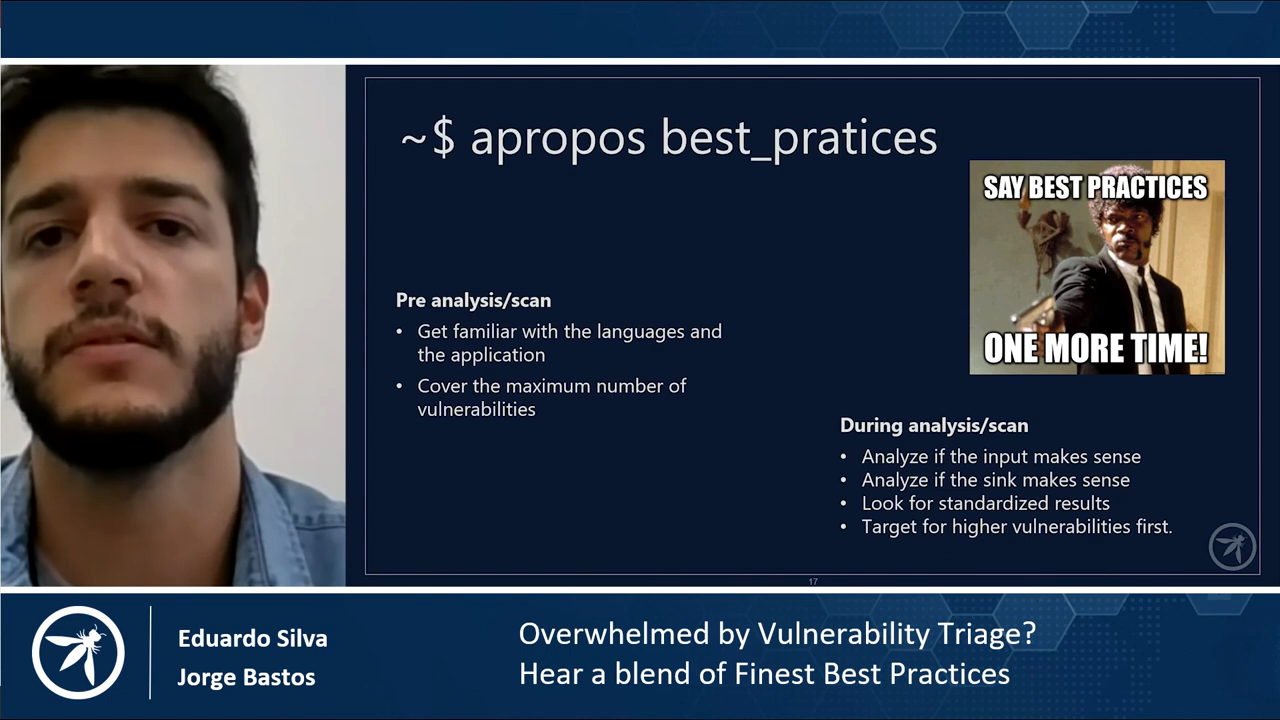 ~$ apropos best_pratices
SAY BEST PRACTICES
ONE MORE TIME!
Pre analysis/scan
• Get familiar with the languages and
the application
• Cover the maximum number of
vulnerabilities
During analysis/scan
• Analyze if the input makes sense
• Analyze if the sink makes sense
• Look for standardized results
• Target for higher vulnerabilities first.
17
Eduardo Silva
Jorge Bastos
Overwhelmed by Vulnerability Triage?
Hear a blend of Finest Best Practices